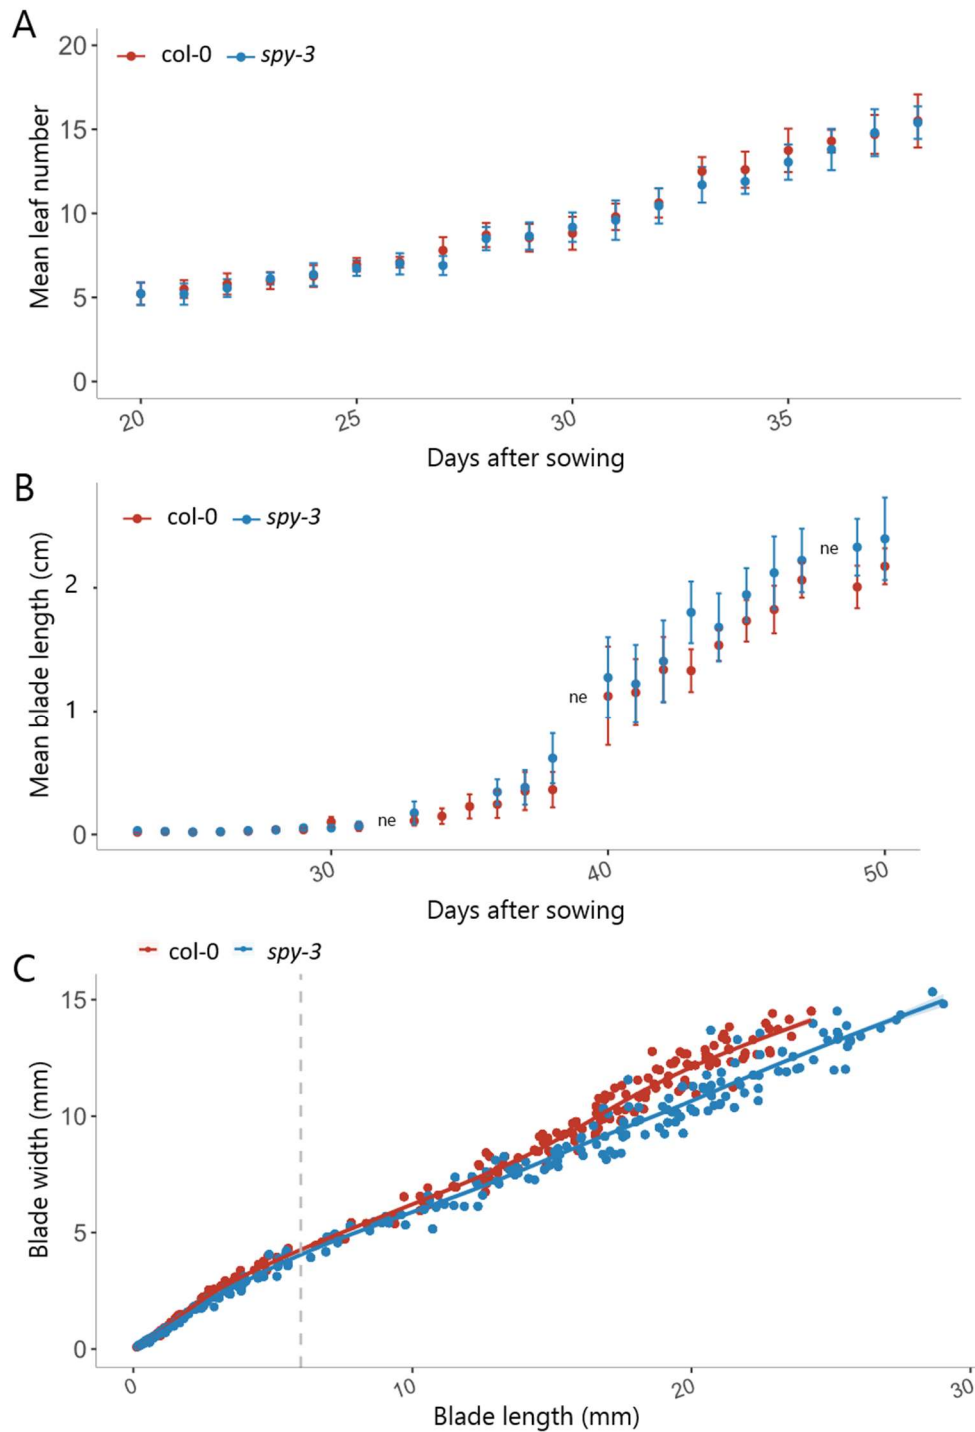 A
col-0 spy-3
Mean leaf number
20
15
10
5
0
20 25 30 35
Days after sowing
B
col-0 spy-3
Mean blade length (cm)
2
1
0
ne
ne
ne
30 40 50
Days after sowing
C
col-0 spy-3
Blade width (mm)
15
10
5
0
0 10 20 30
Blade length (mm)